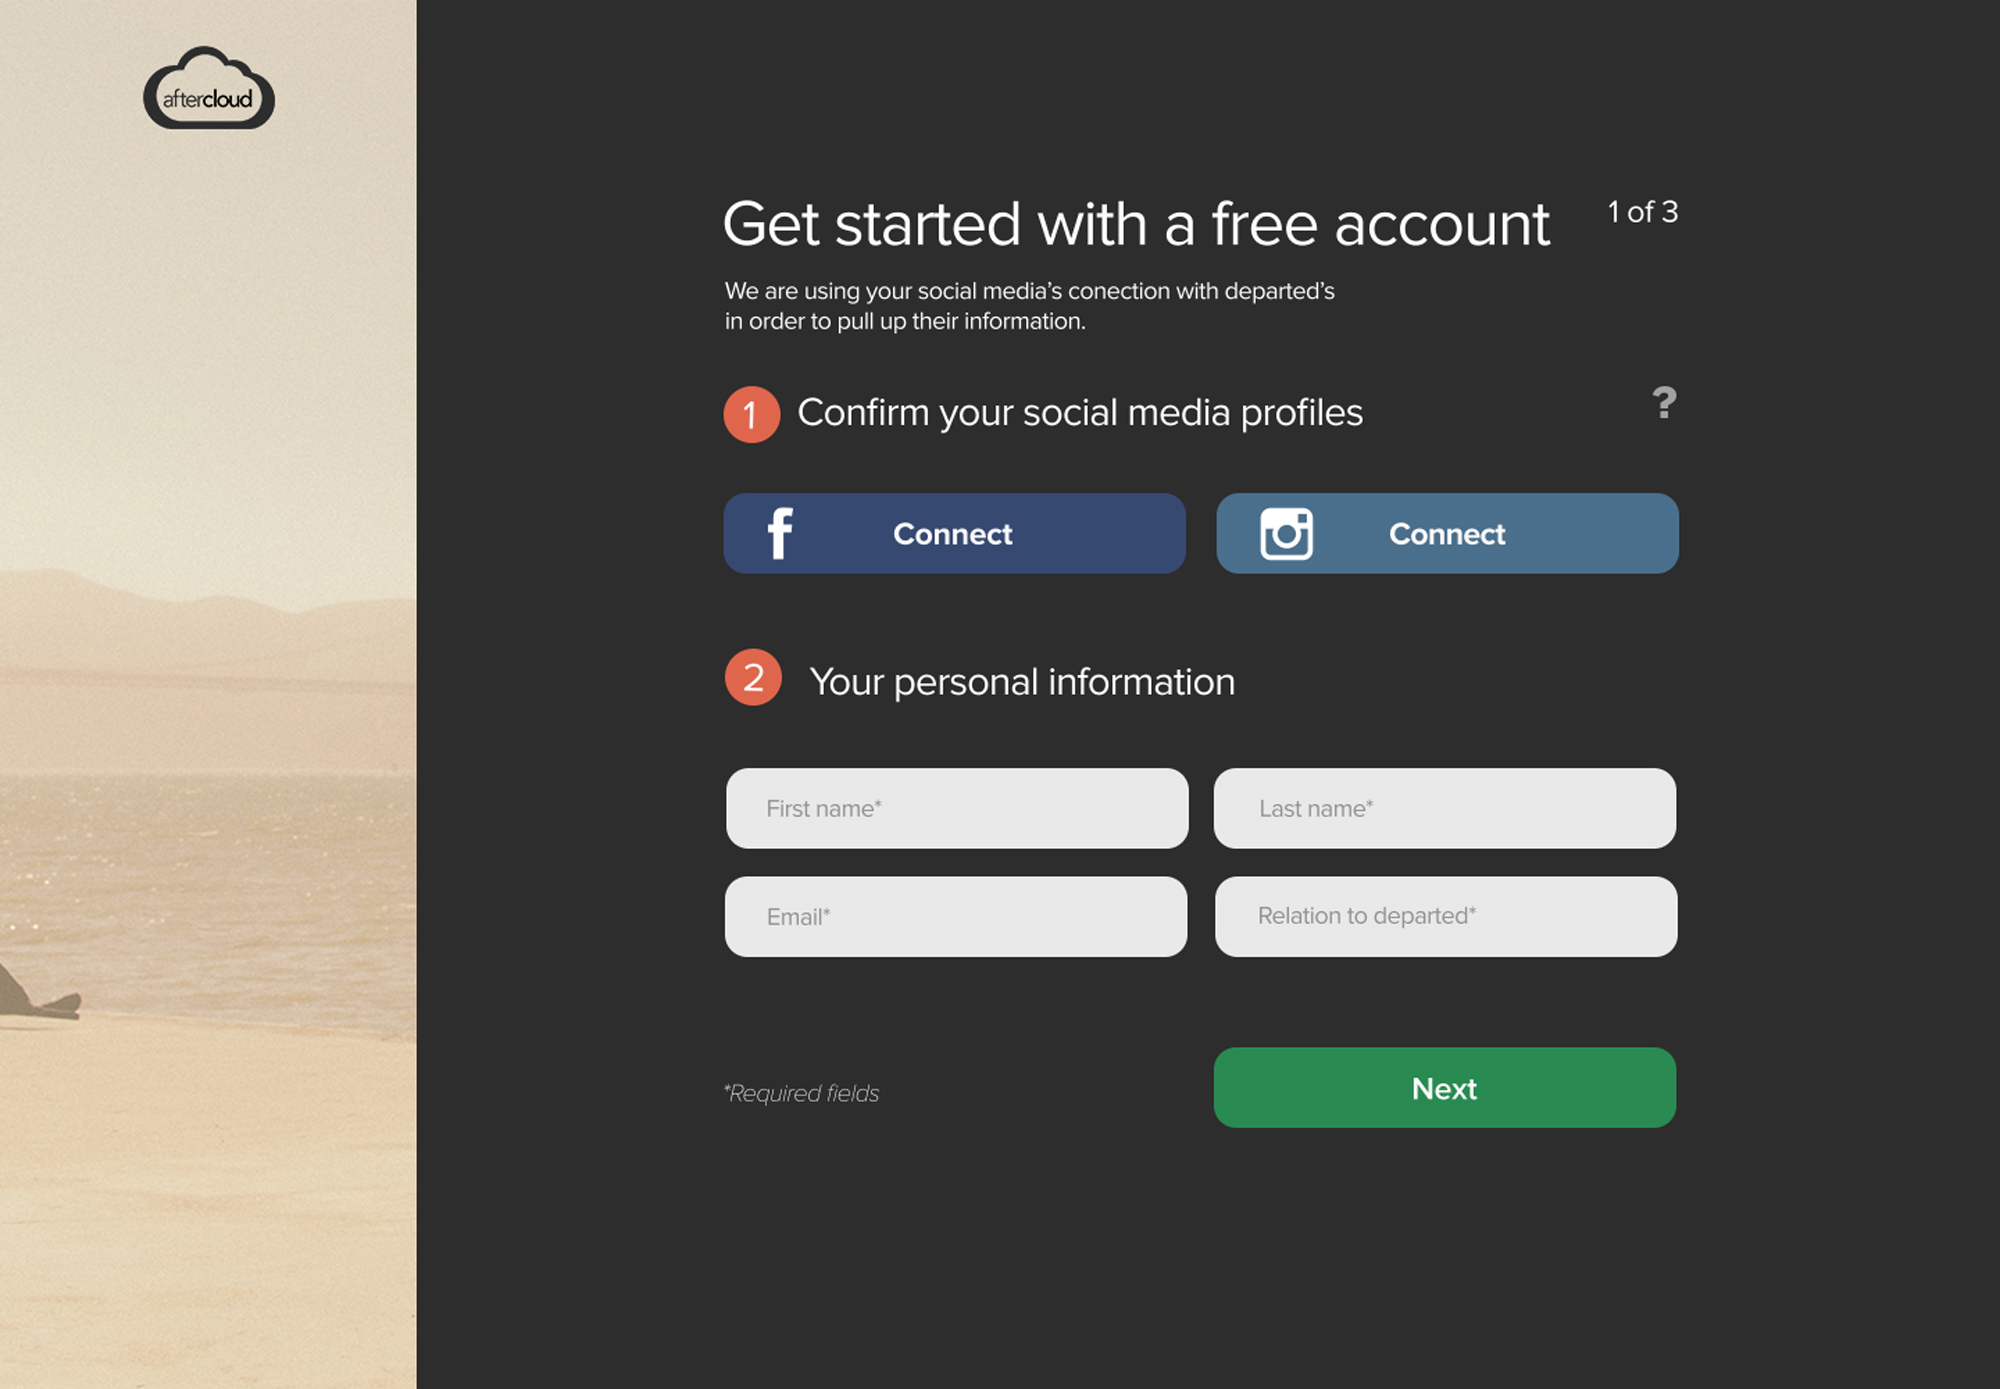 aftercloud
Get started with a free account
1 of 3
We are using your social media’s conection with departed’s
in order to pull up their information.
1 Confirm your social media profiles
?
f Connect
Connect
2 Your personal information
First name*
Last name*
Email*
Relation to departed*
*Required fields
Next